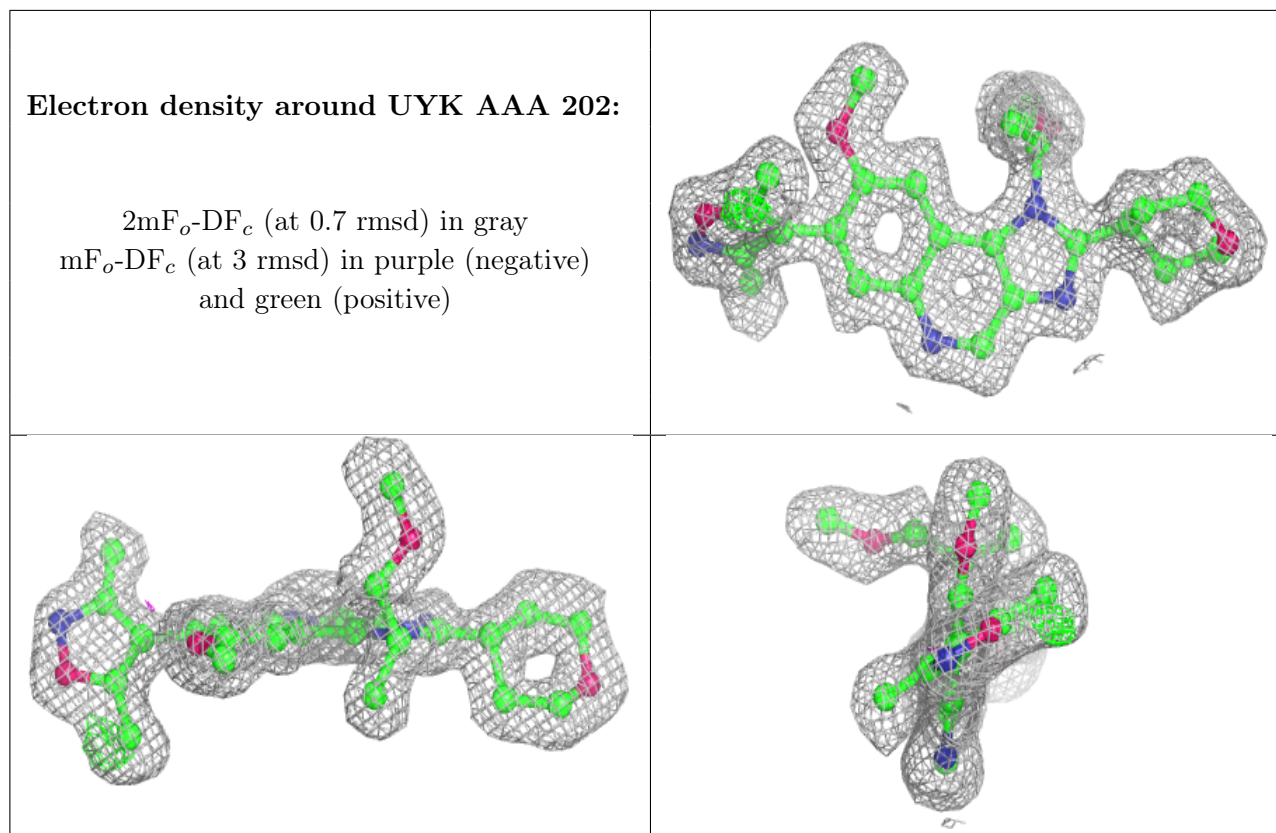 Electron density around UYK AAA 202:
2mFₒ-DF𝒸 (at 0.7 rmsd) in gray
mFₒ-DF𝒸 (at 3 rmsd) in purple (negative)
and green (positive)